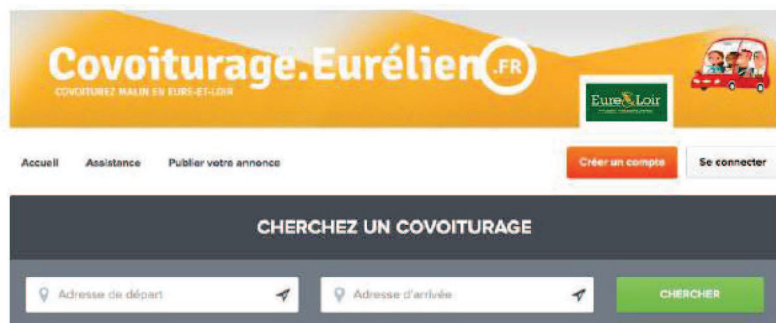 Covoiturage.Eurélien .FR
COVOITUREZ MALIN EN EURE-ET-LOIR
Eure & Loir
Accueil Assistance Publier votre annonce Créer un compte Se connecter
CHERCHEZ UN COVOITURAGE
Adresse de départ Adresse d'arrivée CHERCHER